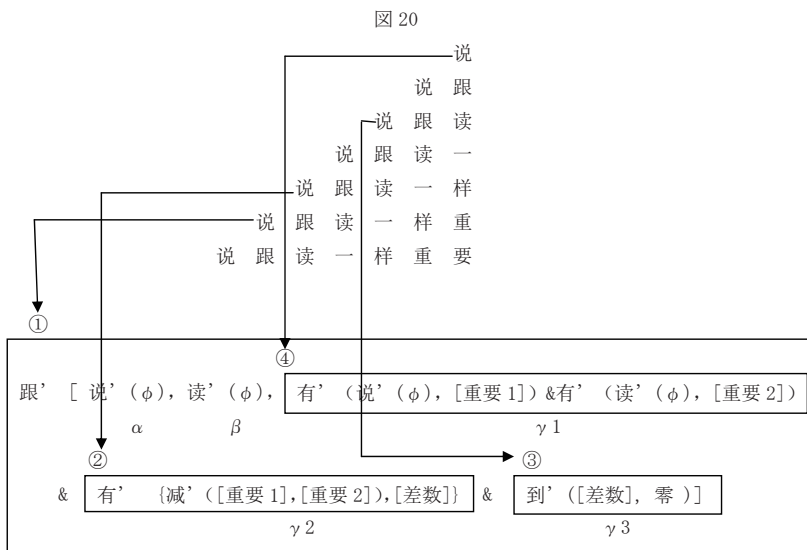 図 20
说
说 跟
说 跟 读
说 跟 读 一
说 跟 读 一 样
说 跟 读 一 样 重
说 跟 读 一 样 重 要
①
④
跟’ [ 说’(φ), 读’(φ), 有’ (说’(φ), [重要 1]) &有’ (读’(φ), [重要 2])]
α β γ 1
② ③
& 有’ {减’([重要 1],[重要 2]),[差数]} & 到’([差数], 零 )]
γ 2 γ 3